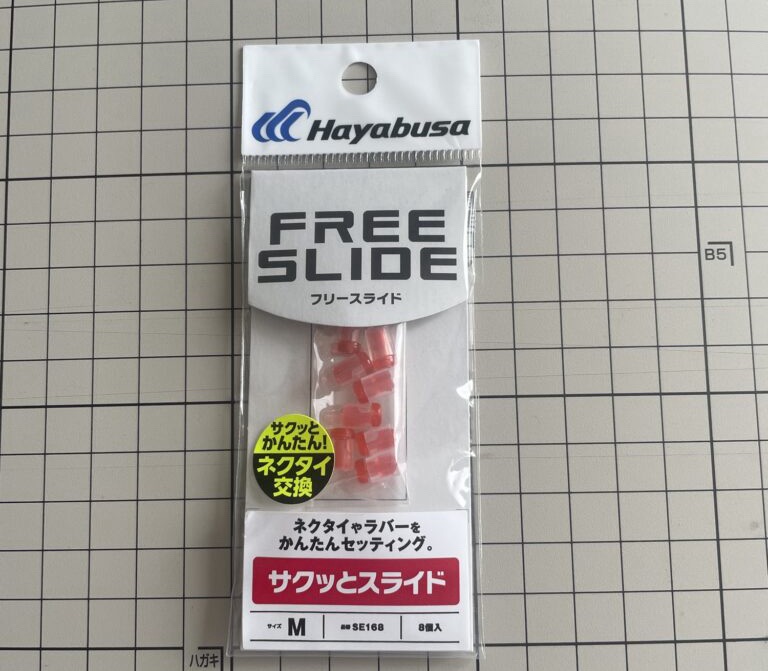 Hayabusa
FREE
SLIDE
フリースライド
B5
サクッと
かんたん!
ネクタイ
交換
ネクタイやラバーを
かんたんセッティング。
サクッとスライド
サイズ M 品番 SE168 8個入
ハガキ